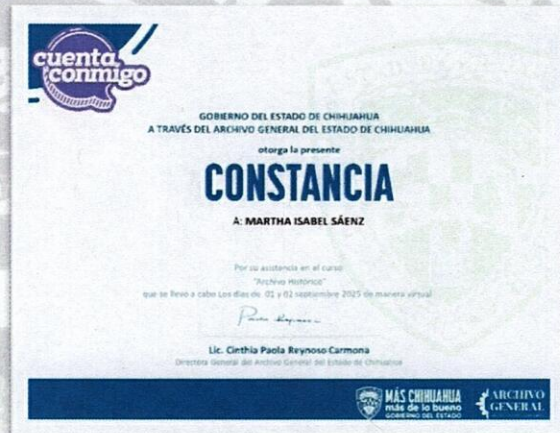 cuenta
conmigo
GOBIERNO DEL ESTADO DE CHIHUAHUA
A TRAVÉS DEL ARCHIVO GENERAL DEL ESTADO DE CHIHUAHUA
otorga la presente
CONSTANCIA
A: MARTHA ISABEL SÁENZ
Por su asistencia en el curso
"Archivo Histórico"
que se llevo a cabo Los días de 01 y 02 septiembre 2025 de manera virtual
Lic. Cinthia Paola Reynoso Carmona
Directora General del Archivo General del Estado de Chihuahua
MÁS CHIHUAHUA
más de lo bueno
GOBIERNO DEL ESTADO
ARCHIVO
GENERAL